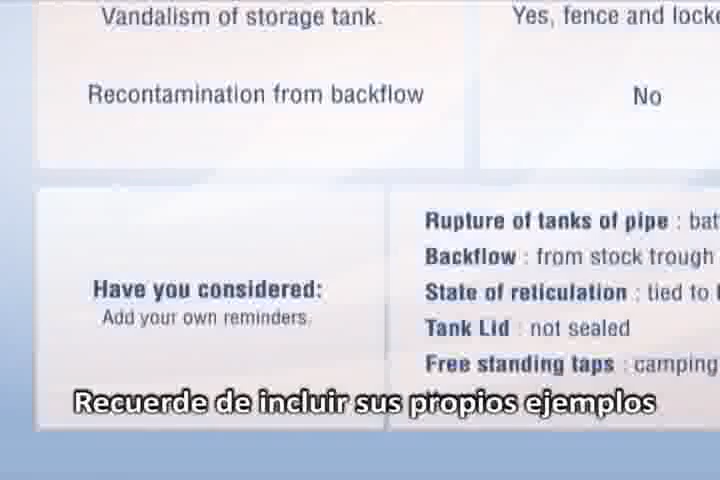 Vandalism of storage tank.
Yes, fence and locke
Recontamination from backflow
No
Rupture of tanks of pipe : bat
Backflow : from stock trough
Have you considered:
Add your own reminders.
State of reticulation : tied to
Tank Lid : not sealed
Free standing taps : camping
Recuerde de incluir sus propios ejemplos